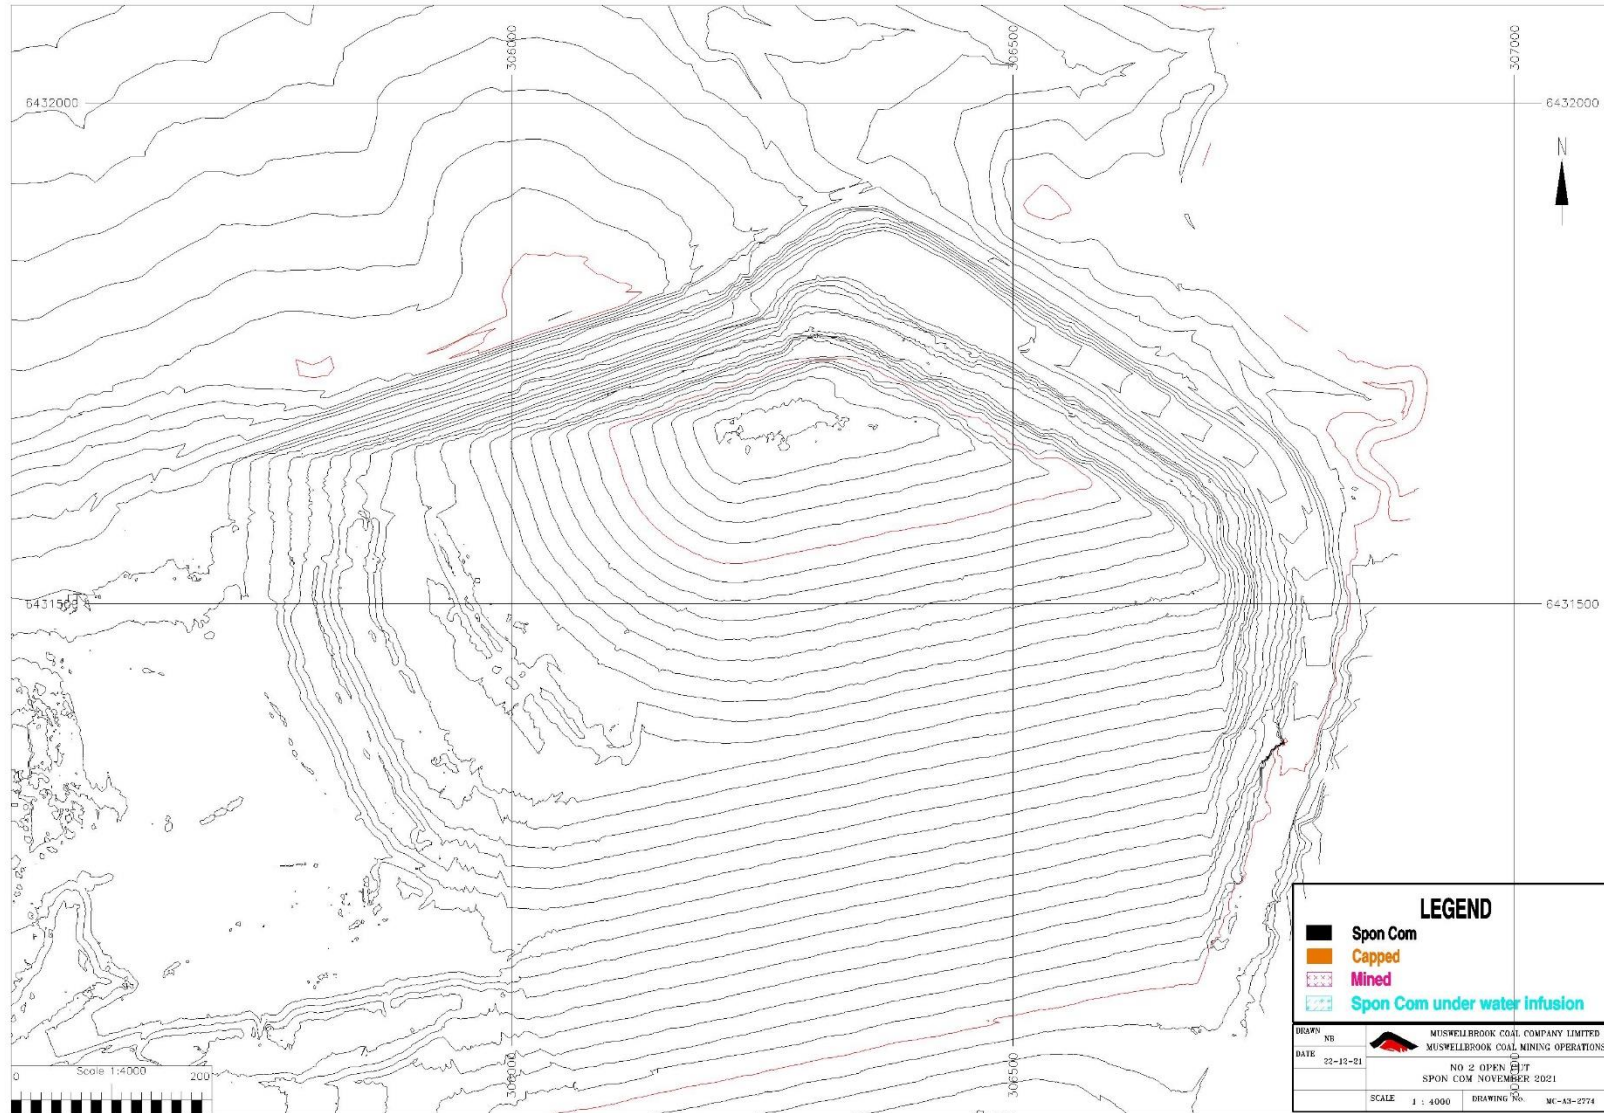 306000
306500
307000
6432000
6432000
N
6431500
6431500
LEGEND
Spon Com
Capped
Mined
Spon Com under water infusion
DRAWN
NB
DATE
22-12-21
MUSWELLBROOK COAL COMPANY LIMITED
MUSWELLBROOK COAL MINING OPERATIONS
NO 2 OPEN CUT
SPON COM NOVEMBER 2021
SCALE 1 : 4000 DRAWING No. MC-A3-2774
Scale 1:4000
0 200
306000
306500
307000